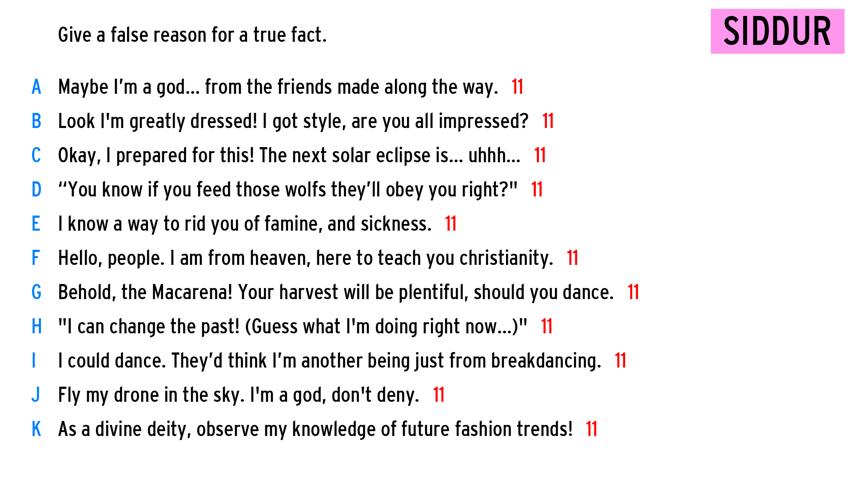 Give a false reason for a true fact.
SIDDUR
A Maybe I'm a god... from the friends made along the way. 11
B Look I'm greatly dressed! I got style, are you all impressed? 11
C Okay, I prepared for this! The next solar eclipse is... uhhh... 11
D “You know if you feed those wolfs they’ll obey you right?" 11
E I know a way to rid you of famine, and sickness. 11
F Hello, people. I am from heaven, here to teach you christianity. 11
G Behold, the Macarena! Your harvest will be plentiful, should you dance. 11
H "I can change the past! (Guess what I'm doing right now...)" 11
I I could dance. They’d think I’m another being just from breakdancing. 11
J Fly my drone in the sky. I'm a god, don't deny. 11
K As a divine deity, observe my knowledge of future fashion trends! 11